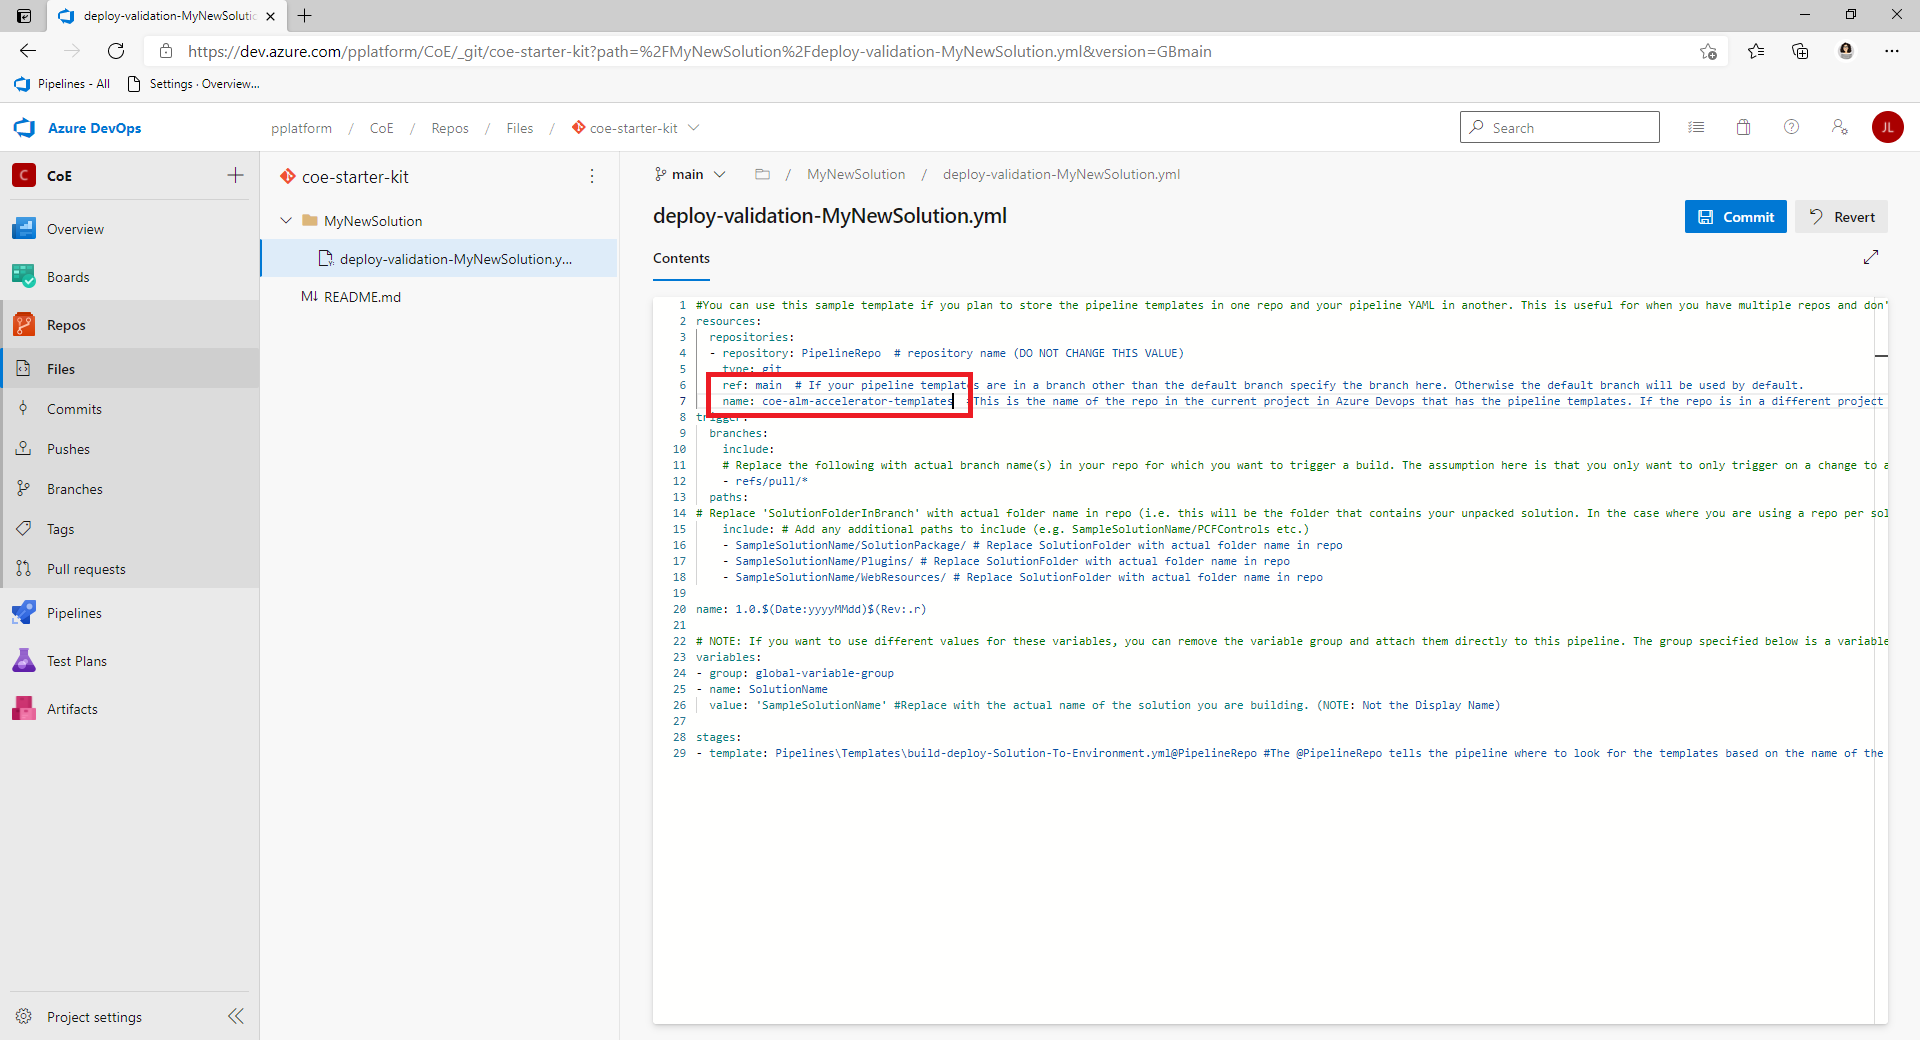 deploy-validation-MyNewSolutio
https://dev.azure.com/pplatform/CoE/_git/coe-starter-kit?path=%2FMyNewSolution%2Fdeploy-validation-MyNewSolution.yml&version=GBmain
Pipelines - All
Settings · Overview...
Azure DevOps
pplatform / CoE / Repos / Files / coe-starter-kit
Search
JL
C CoE
Overview
Boards
Repos
Files
Commits
Pushes
Branches
Tags
Pull requests
Pipelines
Test Plans
Artifacts
Project settings
coe-starter-kit
MyNewSolution
deploy-validation-MyNewSolution.y...
M↓ README.md
main / MyNewSolution / deploy-validation-MyNewSolution.yml
deploy-validation-MyNewSolution.yml
Commit
Revert
Contents
1 #You can use this sample template if you plan to store the pipeline templates in one repo and your pipeline YAML in another. This is useful for when you have multiple repos and don'
2 resources:
3 repositories:
4 - repository: PipelineRepo # repository name (DO NOT CHANGE THIS VALUE)
5 type: git
6 ref: main # If your pipeline templates are in a branch other than the default branch specify the branch here. Otherwise the default branch will be used by default.
7 name: coe-alm-accelerator-templates #This is the name of the repo in the current project in Azure Devops that has the pipeline templates. If the repo is in a different project
8 trigger:
9 branches:
10 include:
11 # Replace the following with actual branch name(s) in your repo for which you want to trigger a build. The assumption here is that you only want to only trigger on a change to a
12 - refs/pull/*
13 paths:
14 # Replace 'SolutionFolderInBranch' with actual folder name in repo (i.e. this will be the folder that contains your unpacked solution. In the case where you are using a repo per sol
15 include: # Add any additional paths to include (e.g. SampleSolutionName/PCFControls etc.)
16 - SampleSolutionName/SolutionPackage/ # Replace SolutionFolder with actual folder name in repo
17 - SampleSolutionName/Plugins/ # Replace SolutionFolder with actual folder name in repo
18 - SampleSolutionName/WebResources/ # Replace SolutionFolder with actual folder name in repo
19
20 name: 1.0.$(Date:yyyyMMdd)$(Rev:.r)
21
22 # NOTE: If you want to use different values for these variables, you can remove the variable group and attach them directly to this pipeline. The group specified below is a variable
23 variables:
24 - group: global-variable-group
25 - name: SolutionName
26 value: 'SampleSolutionName' #Replace with the actual name of the solution you are building. (NOTE: Not the Display Name)
27
28 stages:
29 - template: Pipelines\Templates\build-deploy-Solution-To-Environment.yml@PipelineRepo #The @PipelineRepo tells the pipeline where to look for the templates based on the name of the